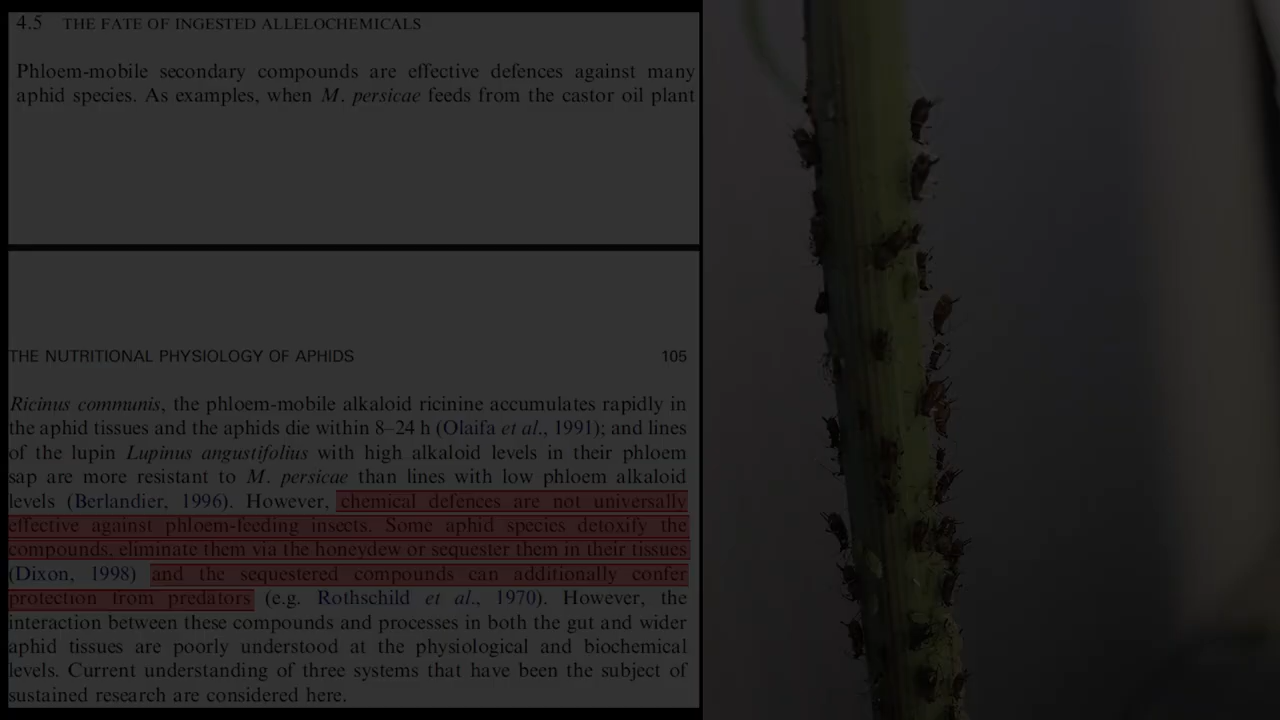 4.5 THE FATE OF INGESTED ALLELOCHEMICALS
Phloem-mobile secondary compounds are effective defences against many
aphid species. As examples, when M. persicae feeds from the castor oil plant
THE NUTRITIONAL PHYSIOLOGY OF APHIDS 105
Ricinus communis, the phloem-mobile alkaloid ricinine accumulates rapidly in
the aphid tissues and the aphids die within 8–24 h (Olaifa et al., 1991); and lines
of the lupin Lupinus angustifolius with high alkaloid levels in their phloem
sap are more resistant to M. persicae than lines with low phloem alkaloid
levels (Berlandier, 1996). However, chemical defences are not universally
effective against phloem-feeding insects. Some aphid species detoxify the
compounds, eliminate them via the honeydew or sequester them in their tissues
(Dixon, 1998) and the sequestered compounds can additionally confer
protection from predators (e.g. Rothschild et al., 1970). However, the
interaction between these compounds and processes in both the gut and wider
aphid tissues are poorly understood at the physiological and biochemical
levels. Current understanding of three systems that have been the subject of
sustained research are considered here.